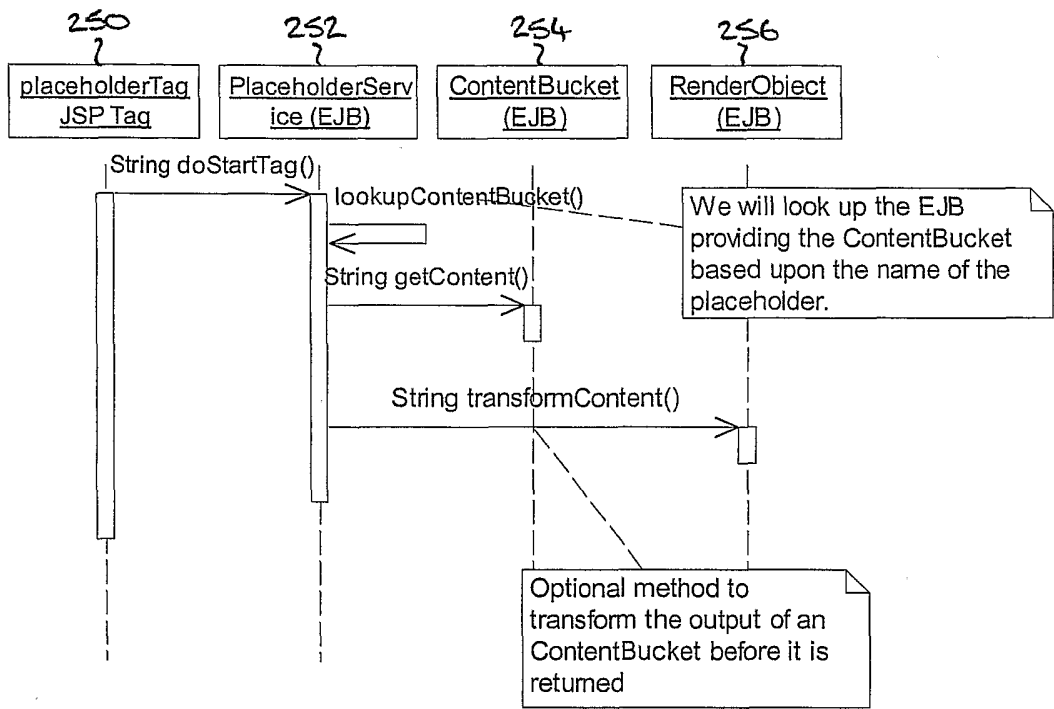 250
252
254
256
placeholderTag
JSP Tag
PlaceholderServ
ice (EJB)
ContentBucket
(EJB)
RenderObject
(EJB)
String doStartTag()
lookupContentBucket()
We will look up the EJB
providing the ContentBucket
based upon the name of the
placeholder.
String getContent()
String transformContent()
Optional method to
transform the output of an
ContentBucket before it is
returned